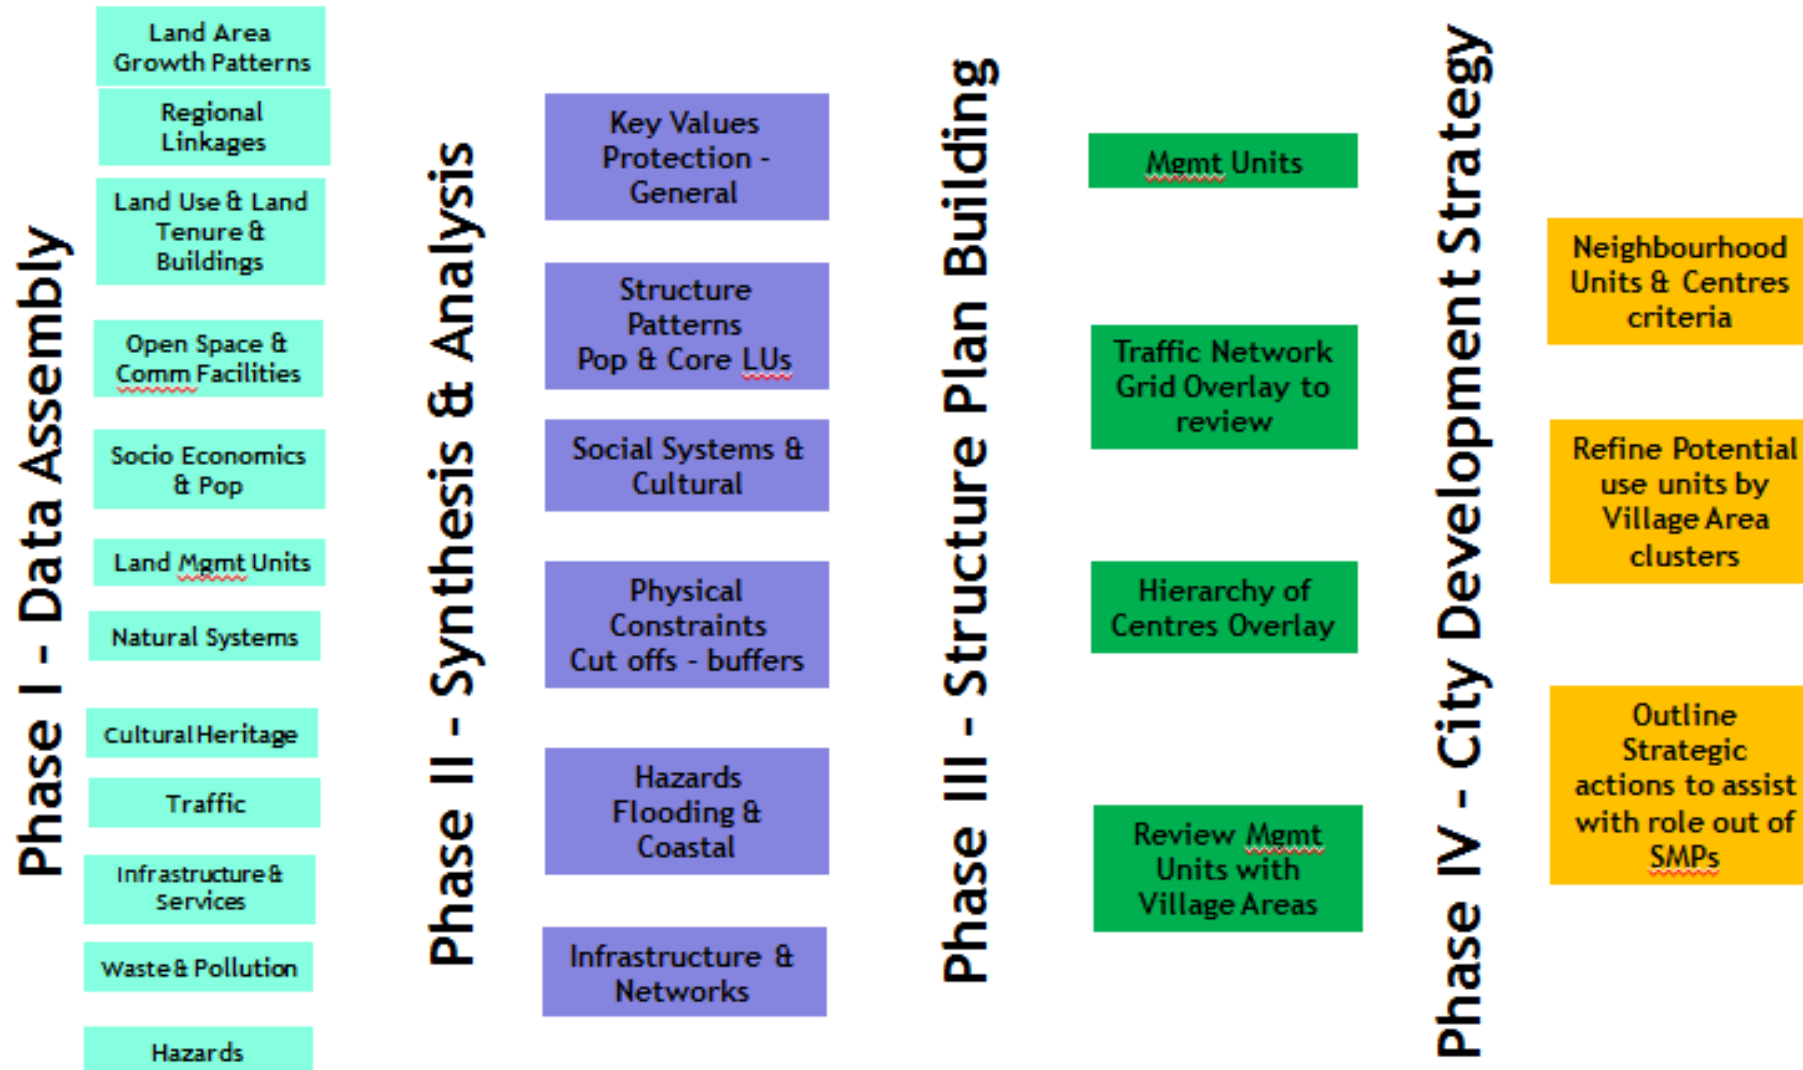 Phase I - Data Assembly
Land Area
Growth Patterns
Regional
Linkages
Land Use & Land
Tenure &
Buildings
Open Space &
Comm Facilities
Socio Economics
& Pop
Land Mgmt Units
Natural Systems
Cultural Heritage
Traffic
Infrastructure &
Services
Waste & Pollution
Hazards
Phase II - Synthesis & Analysis
Key Values
Protection -
General
Structure
Patterns
Pop & Core LUs
Social Systems &
Cultural
Physical
Constraints
Cut offs - buffers
Hazards
Flooding &
Coastal
Infrastructure &
Networks
Phase III - Structure Plan Building
Mgmt Units
Traffic Network
Grid Overlay to
review
Hierarchy of
Centres Overlay
Review Mgmt
Units with
Village Areas
Phase IV - City Development Strategy
Neighbourhood
Units & Centres
criteria
Refine Potential
use units by
Village Area
clusters
Outline
Strategic
actions to assist
with role out of
SMPs